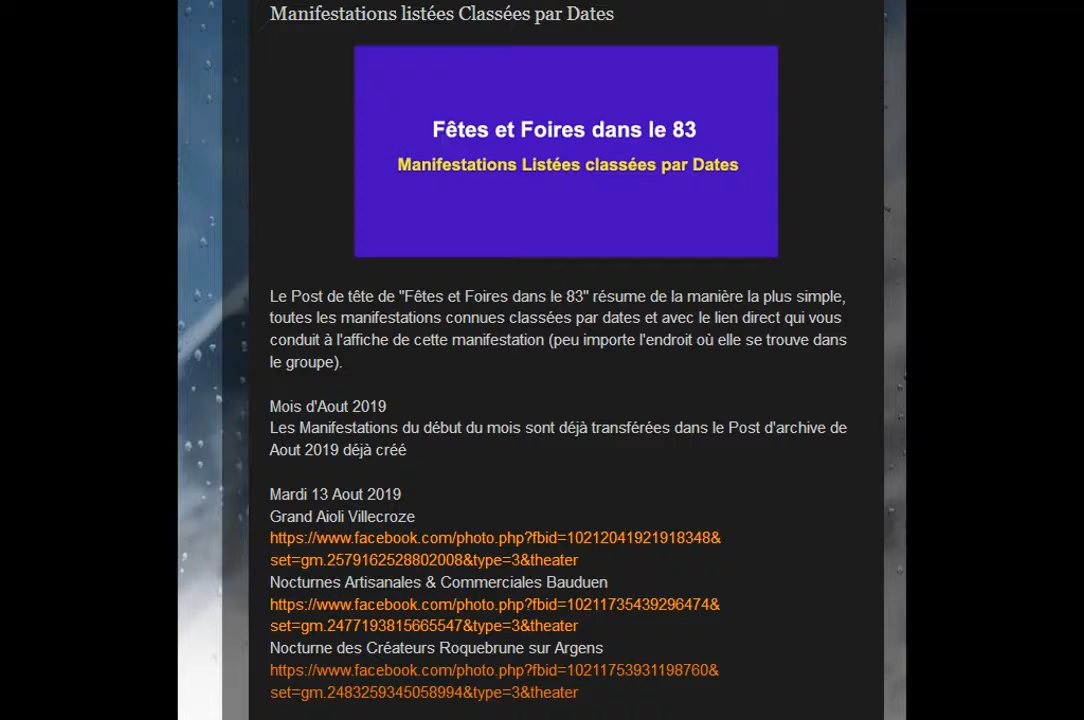 Manifestations listées Classées par Dates
Fêtes et Foires dans le 83
Manifestations Listées classées par Dates
Le Post de tête de "Fêtes et Foires dans le 83" résume de la manière la plus simple,
toutes les manifestations connues classées par dates et avec le lien direct qui vous
conduit à l'affiche de cette manifestation (peu importe l'endroit où elle se trouve dans
le groupe).
Mois d'Aout 2019
Les Manifestations du début du mois sont déjà transférées dans le Post d'archive de
Aout 2019 déjà créé
Mardi 13 Aout 2019
Grand Aioli Villecroze
https://www.facebook.com/photo.php?fbid=10212041921918348&
set=gm.2579162528802008&type=3&theater
Nocturnes Artisanales & Commerciales Bauduen
https://www.facebook.com/photo.php?fbid=10211735439296474&
set=gm.2477193815665547&type=3&theater
Nocturne des Créateurs Roquebrune sur Argens
https://www.facebook.com/photo.php?fbid=10211753931198760&
set=gm.2483259345058994&type=3&theater